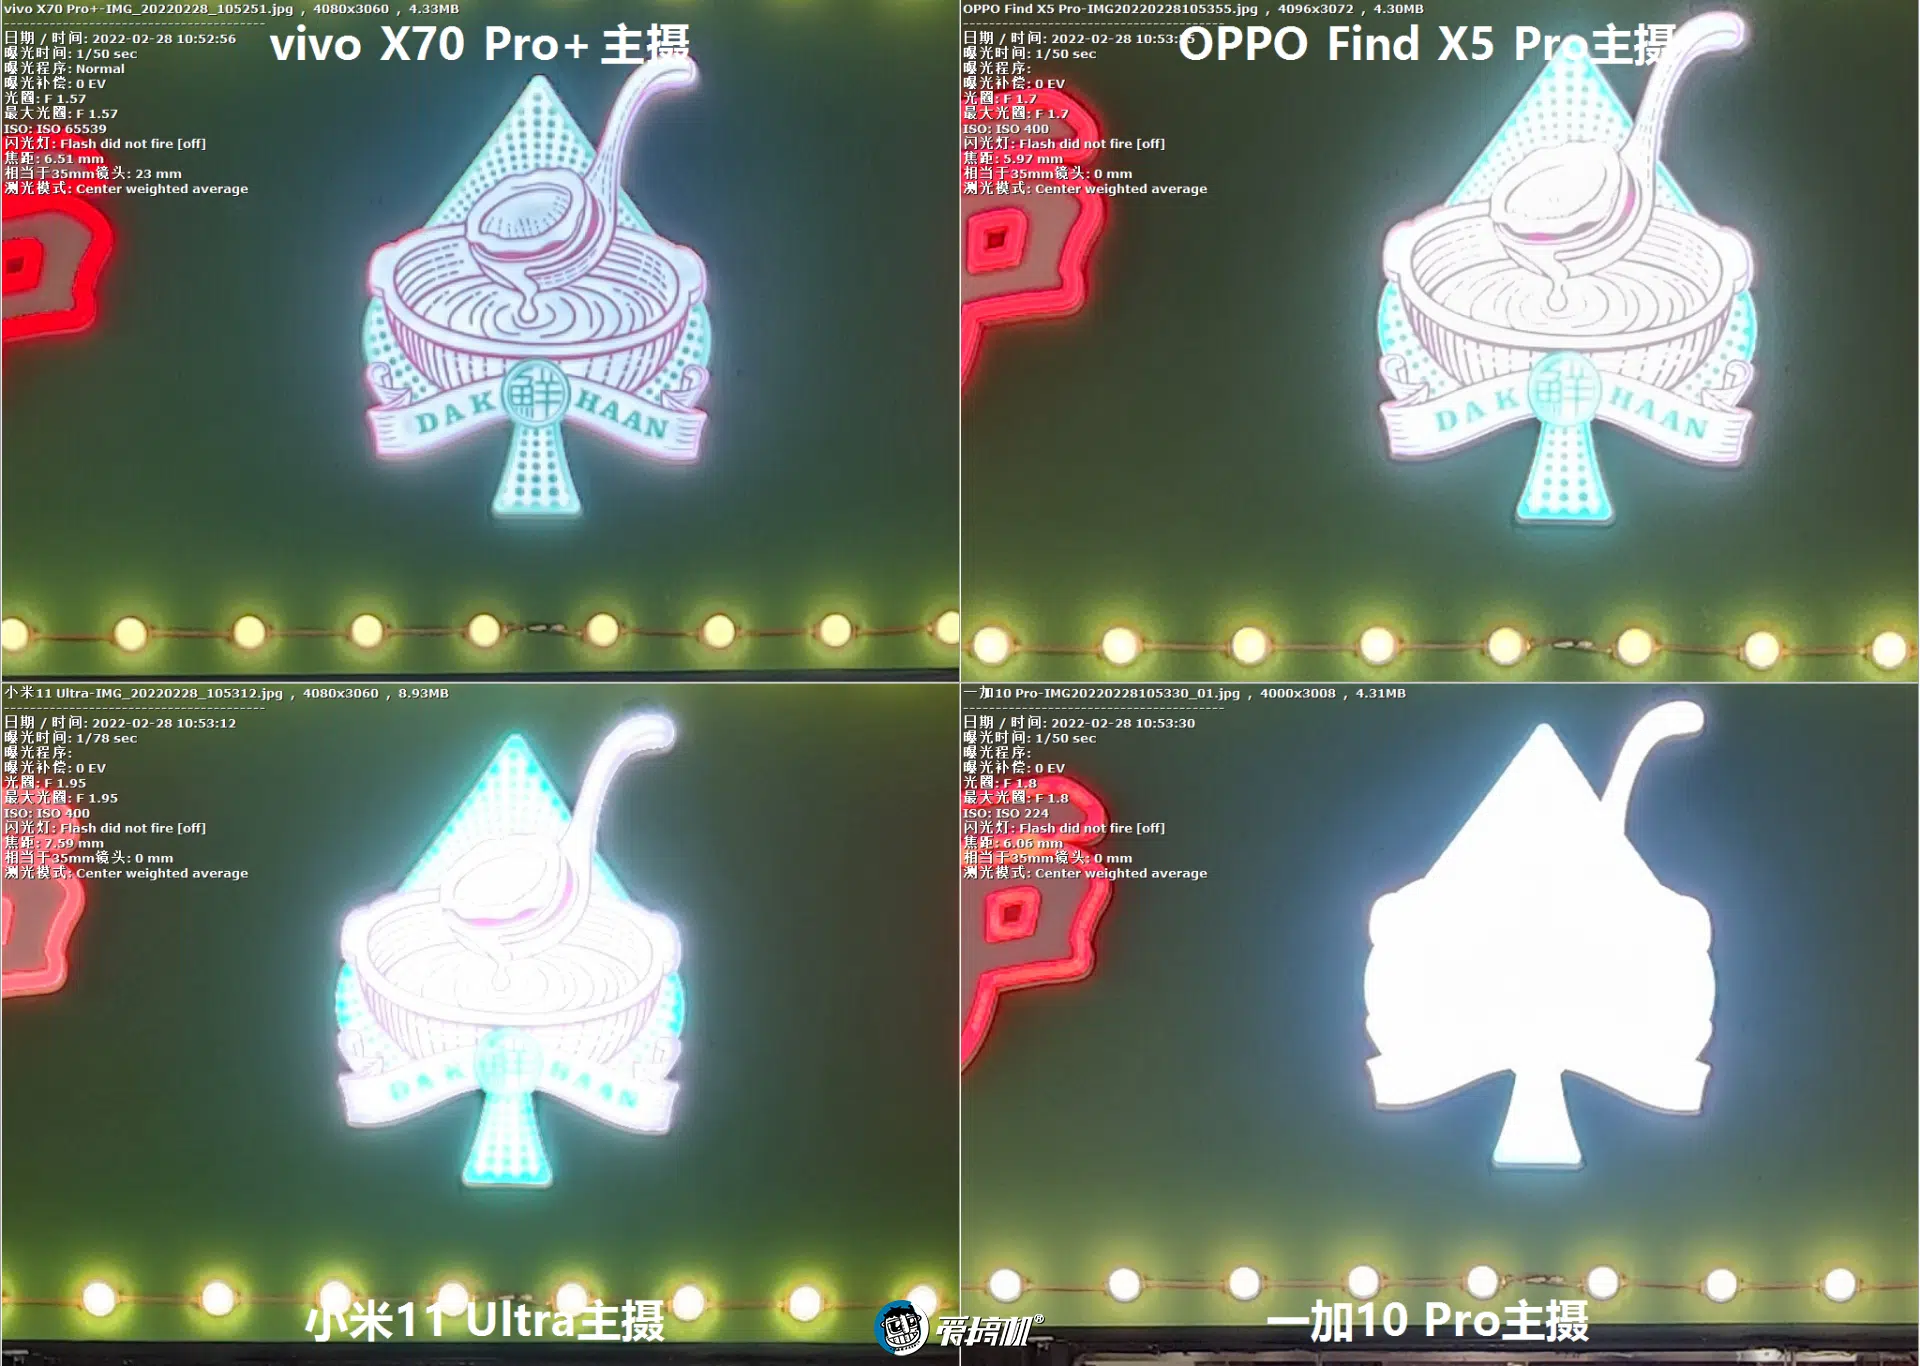 vivo X70 Pro+-IMG_20220228_105251.jpg , 4080x3060 , 4.33MB
日期 / 时间: 2022-02-28 10:52:56
曝光时间: 1/50 sec
曝光程序: Normal
曝光补偿: 0 EV
光圈: F 1.57
最大光圈: F 1.57
ISO: ISO 65539
闪光灯: Flash did not fire [off]
焦距: 6.51 mm
相当于35mm镜头: 23 mm
测光模式: Center weighted average
vivo X70 Pro+主摄
DAK 鮮 HAAN
OPPO Find X5 Pro-IMG20220228105355.jpg , 4096x3072 , 4.30MB
日期 / 时间: 2022-02-28 10:53:
曝光时间: 1/50 sec
曝光程序:
曝光补偿: 0 EV
光圈: F 1.7
最大光圈: F 1.7
ISO: ISO 400
闪光灯: Flash did not fire [off]
焦距: 5.97 mm
相当于35mm镜头: 0 mm
测光模式: Center weighted average
OPPO Find X5 Pro主摄
DAK 鮮 HAAN
小米11 Ultra-IMG_20220228_105312.jpg , 4080x3060 , 8.93MB
日期 / 时间: 2022-02-28 10:53:12
曝光时间: 1/78 sec
曝光程序:
曝光补偿: 0 EV
光圈: F 1.95
最大光圈: F 1.95
ISO: ISO 400
闪光灯: Flash did not fire [off]
焦距: 7.59 mm
相当于35mm镜头: 0 mm
测光模式: Center weighted average
DAK 鮮 HAAN
小米11 Ultra主摄
一加10 Pro-IMG20220228105330_01.jpg , 4000x3008 , 4.31MB
日期 / 时间: 2022-02-28 10:53:30
曝光时间: 1/50 sec
曝光程序:
曝光补偿: 0 EV
光圈: F 1.8
最大光圈: F 1.8
ISO: ISO 224
闪光灯: Flash did not fire [off]
焦距: 6.06 mm
相当于35mm镜头: 0 mm
测光模式: Center weighted average
一加10 Pro主摄
爱搞机®